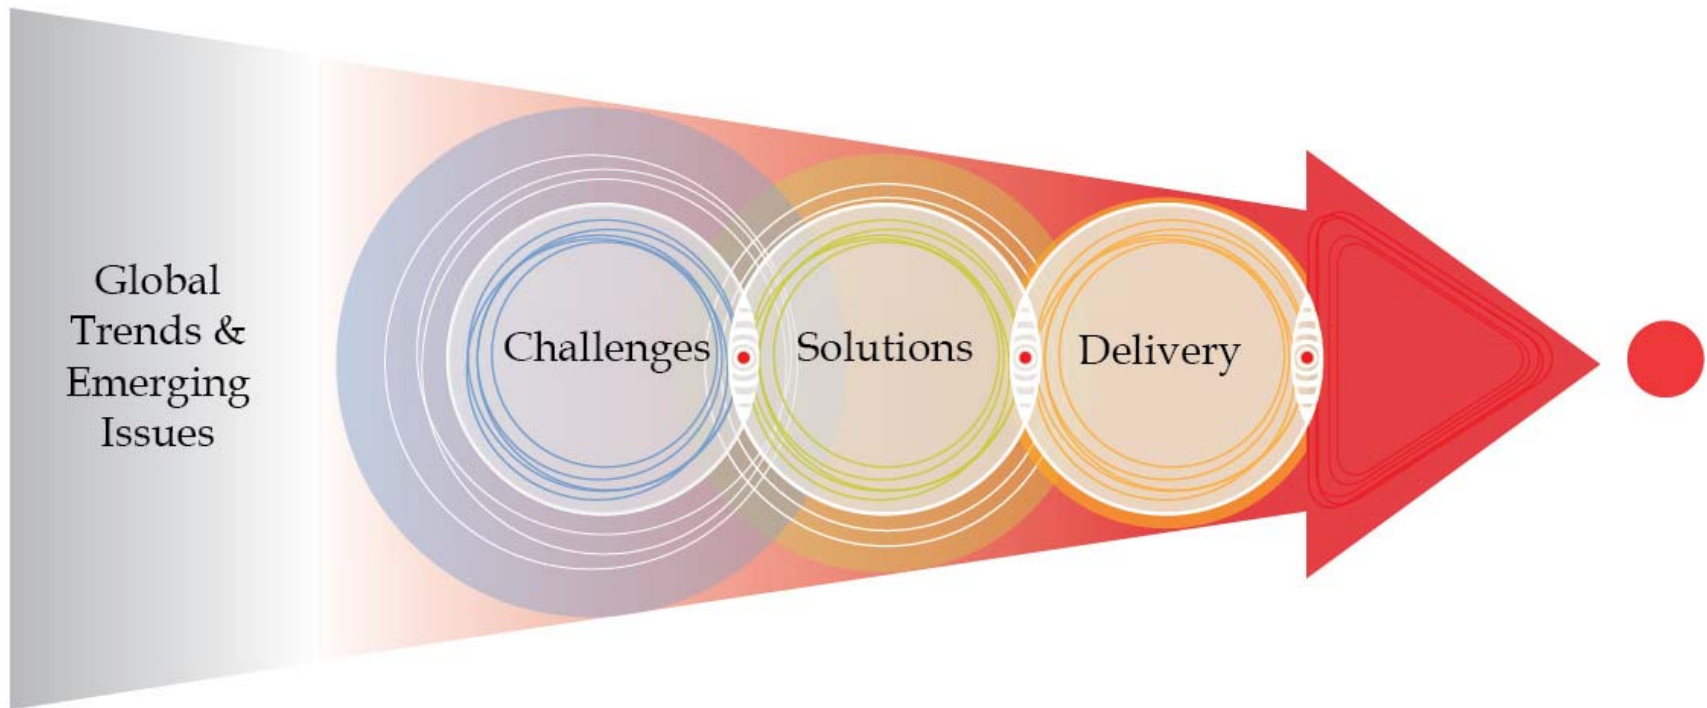 Global
Trends &
Emerging
Issues
Challenges
Solutions
Delivery